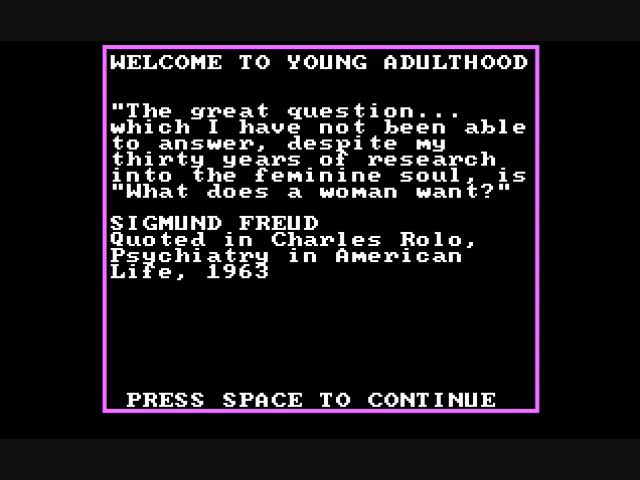 WELCOME TO YOUNG ADULTHOOD
"The great question...
which I have not been able
to answer, despite my
thirty years of research
into the feminine soul, is
"What does a woman want?"
SIGMUND FREUD
Quoted in Charles Rolo,
Psychiatry in American
Life, 1963
PRESS SPACE TO CONTINUE